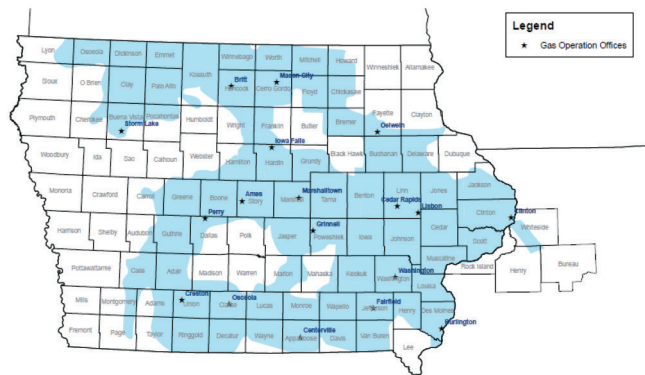 Legend
★ Gas Operation Offices
Lyon Osceola Dickinson Emmet Winnebago Worth Mitchell Howard Winneshiek Allamakee
Kossuth
Sioux O Brien Clay Palo Alto Britt Hancock Mason City Cerro Gordo Floyd Chickasaw
Plymouth Cherokee Buena Vista Pocahontas Humboldt Wright Franklin Butler Bremer Fayette Clayton
Storm Lake Oelwein
Iowa Falls
Woodbury Ida Sac Calhoun Webster Hamilton Hardin Grundy Black Hawk Buchanan Delaware Dubuque
Monona Crawford Carroll Greene Boone Ames Story Marshalltown Tama Benton Linn Jones Jackson
Cedar Rapids Lisbon Clinton Clinton
Perry
Harrison Shelby Audubon Guthrie Dallas Polk Jasper Grinnell Poweshiek Iowa Johnson Cedar Scott Whiteside
Muscatine Rock Island Henry Bureau
Pottawattamie Cass Adair Madison Warren Marion Mahaska Keokuk Washington Washington Louisa
Mills Montgomery Adams Creston Union Osceola Clarke Lucas Monroe Wapello Fairfield Jefferson Henry Des Moines
Burlington
Fremont Page Taylor Ringgold Decatur Wayne Centerville Appanoose Davis Van Buren Lee